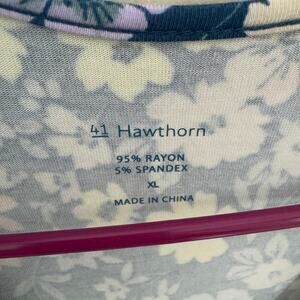 41 Hawthorn
95% RAYON
5% SPANDEX
XL
MADE IN CHINA